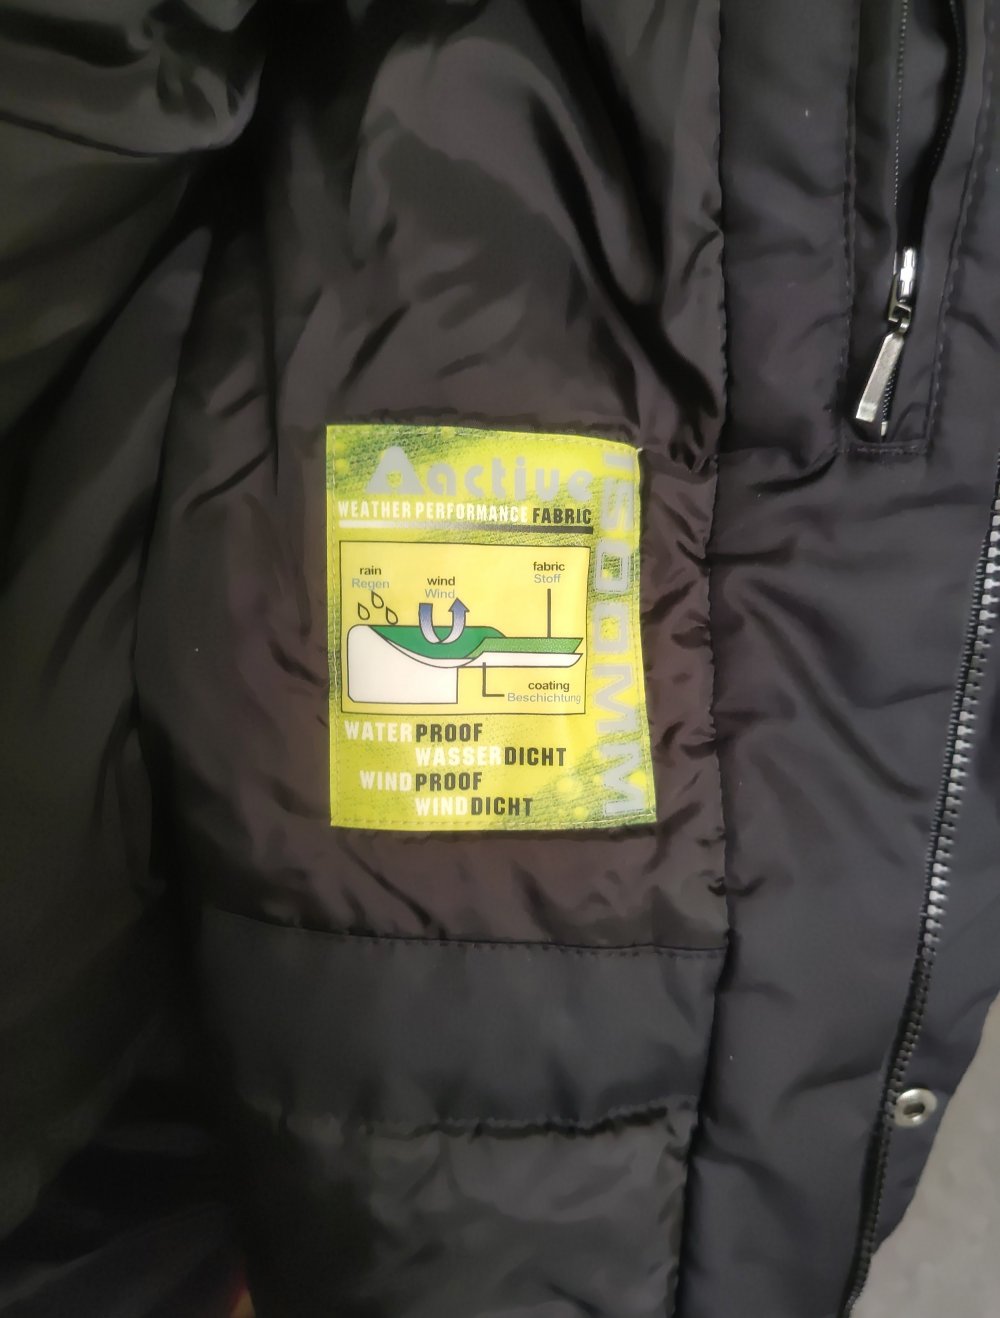 Aactive
WEATHER PERFORMANCE FABRIC
rain
Regen
wind
Wind
fabric
Stoff
coating
Beschichtung
WATERPROOF
WASSERDICHT
WINDPROOF
WINDDICHT
1500MM